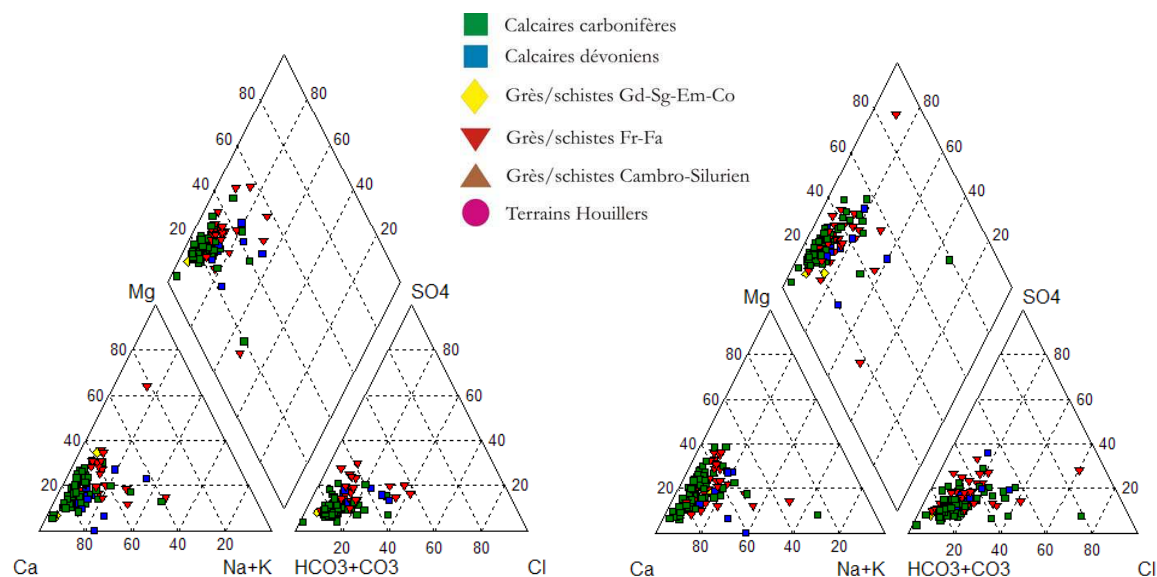 Calcaires carbonifères
Calcaires dévoniens
Grès/schistes Gd-Sg-Em-Co
Grès/schistes Fr-Fa
Grès/schistes Cambro-Silurien
Terrains Houillers
80 80
60 60
40 40
20 20
Mg SO4
80 80
60 60
40 40
20 20
80 60 40 20 20 40 60 80
Ca Na+K HCO3+CO3 Cl
80 80
60 60
40 40
20 20
Mg SO4
80 80
60 60
40 40
20 20
80 60 40 20 20 40 60 80
Ca Na+K HCO3+CO3 Cl